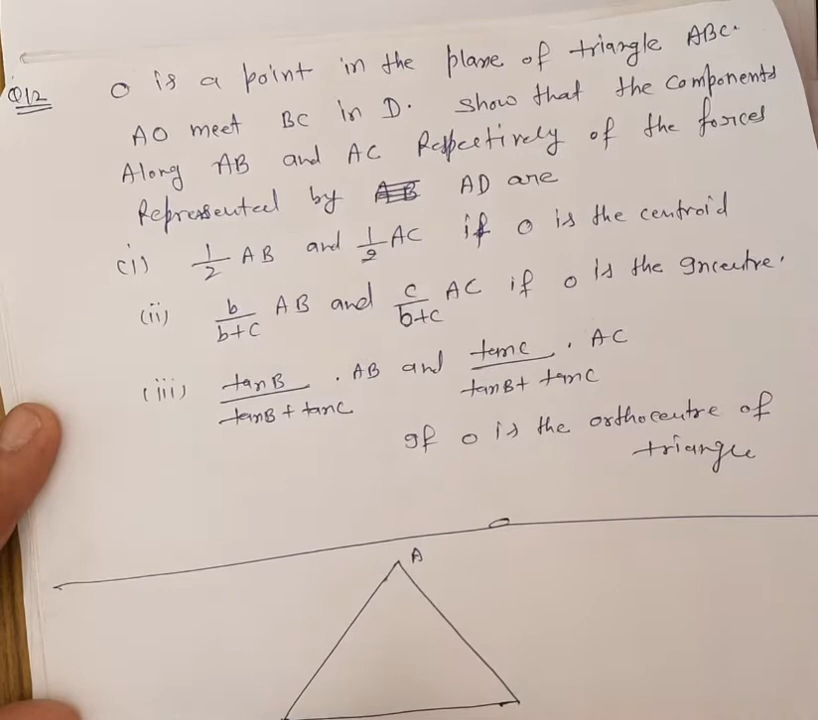 Q12 O is a point in the plane of triangle ABC.
AO meet BC in D. show that the components
Along AB and AC Respectively of the forces
Represented by AD are
(i) 1/2 AB and 1/2 AC if O is the centroid
(ii) b/b+c AB and c/b+c AC if O is the Incentre.
(iii) tanB/tanB + tanC . AB and tanC/tanB + tanC . AC
If O is the orthocentre of
triangle
A